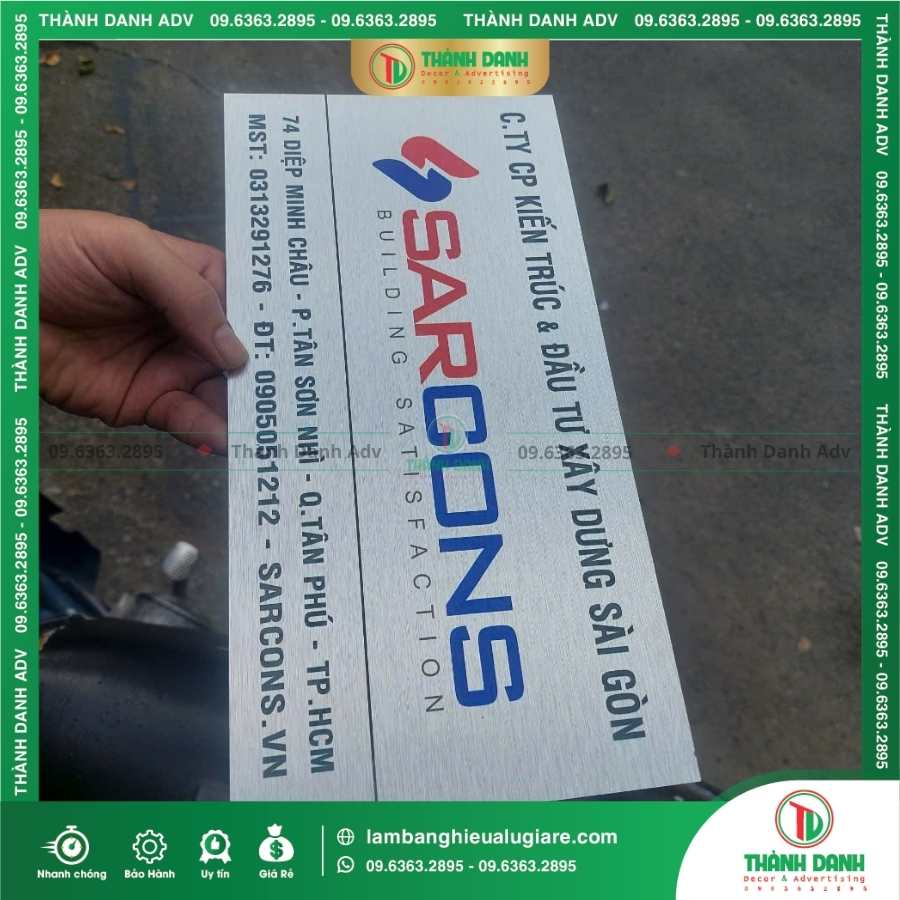 THÀNH DANH ADV 09.6363.2895 - 09.6363.2895 THÀNH DANH ADV 09.6363.2895 - 09.6363.2895
THÀNH DANH
Decor & Advertising
0909622895
C.TY CP KIẾN TRÚC & ĐẦU TƯ XÂY DƯNG SÀI GÒN
SARCONS
BUILDING SATISFACTION
74 DIỆP MINH CHÂU - P.TÂN SƠN NHÌ - Q.TÂN PHÚ - TP.HCM
MST: 0313291276 - ĐT: 0905051212 - SARCONS.VN
09.6363.2895 Thành Danh Adv THÀNH DANH 09.6363.2895 Thành Danh Adv
THÀNH DANH ADV 09.6363.2895 - 09.6363.2895 THÀNH DANH ADV 09.6363.2895 - 09.6363.2895
THÀNH DANH ADV 09.6363.2895 - 09.6363.2895 THÀNH DANH ADV 09.6363.2895 - 09.6363.2895
Nhanh chóng
Bảo Hành
Uy tín
Giá Rẻ
lambanghieualugiare.com
09.6363.2895 - 09.6363.2895
THÀNH DANH
Decor & Advertising